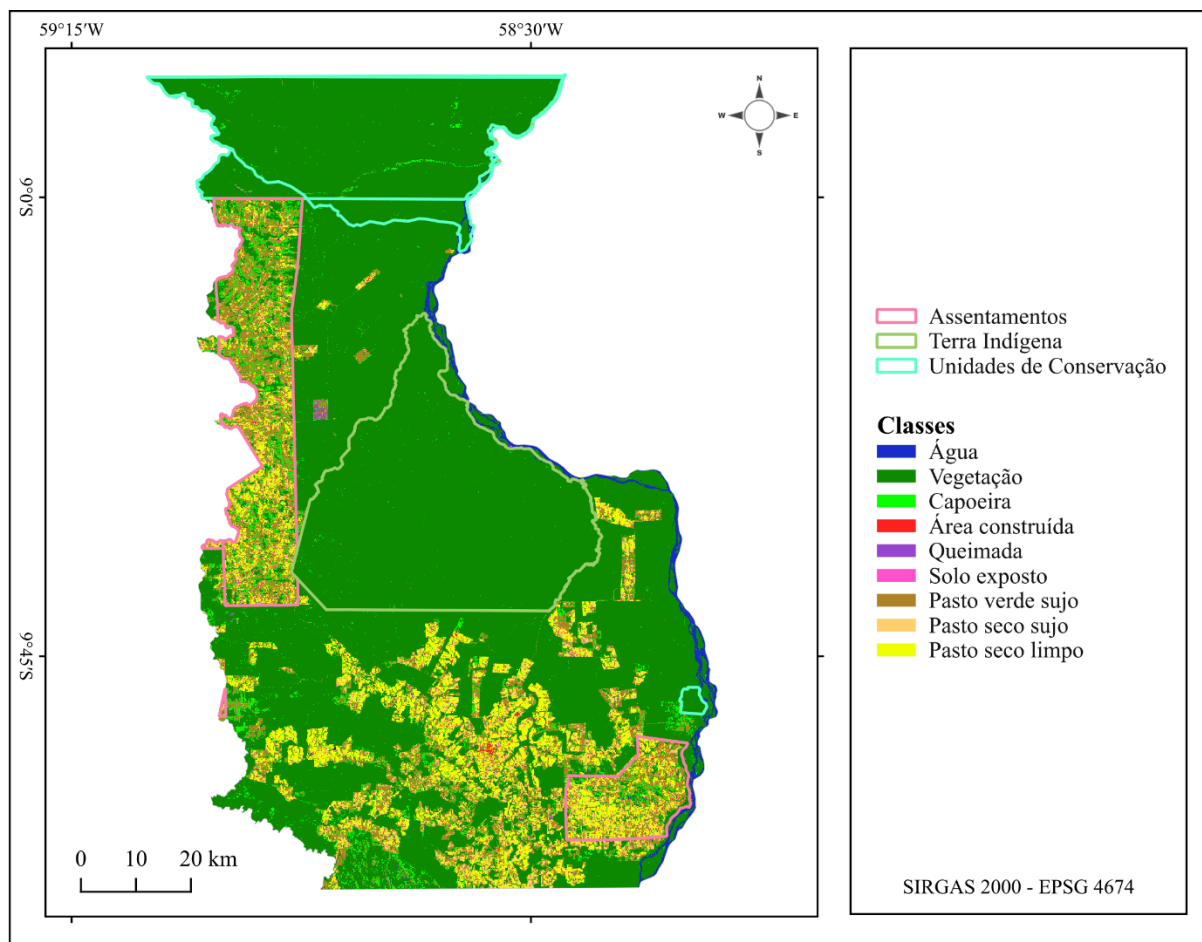 59°15'W
58°30'W
N
W
E
S
9°0'S
9°45'S
0 10 20 km
Assentamentos
Terra Indígena
Unidades de Conservação
Classes
Água
Vegetação
Capoeira
Área construída
Queimada
Solo exposto
Pasto verde sujo
Pasto seco sujo
Pasto seco limpo
SIRGAS 2000 - EPSG 4674